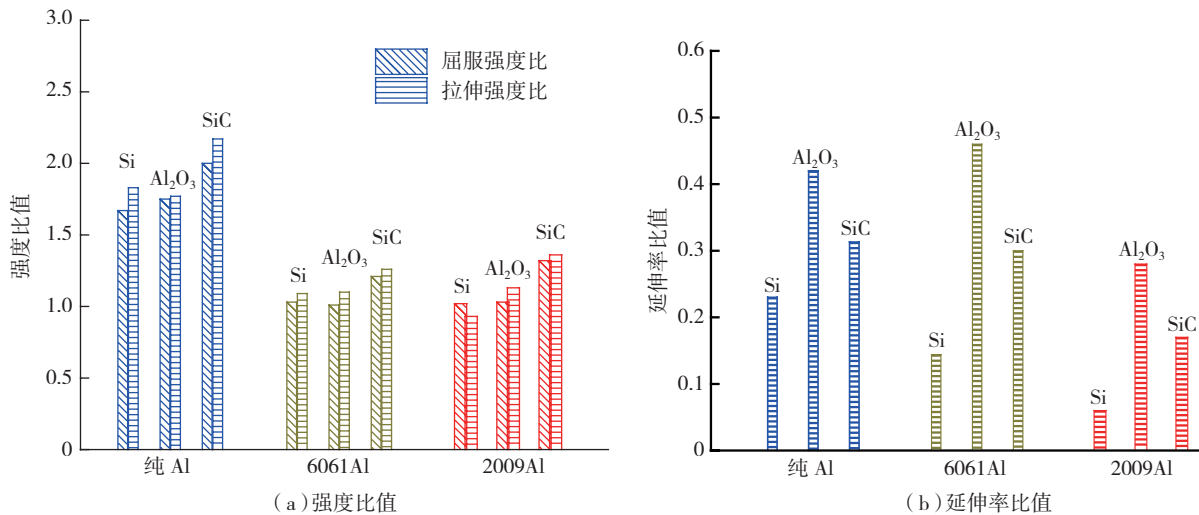 3.0
2.5
2.0
1.5
1.0
0.5
0
强度比值
屈服强度比
拉伸强度比
Si
Al₂O₃
SiC
Si
Al₂O₃
SiC
Si
Al₂O₃
SiC
纯 Al
6061Al
2009Al
(a)强度比值
0.6
0.5
0.4
0.3
0.2
0.1
0
延伸率比值
Si
Al₂O₃
SiC
Si
Al₂O₃
SiC
Si
Al₂O₃
SiC
纯 Al
6061Al
2009Al
(b)延伸率比值